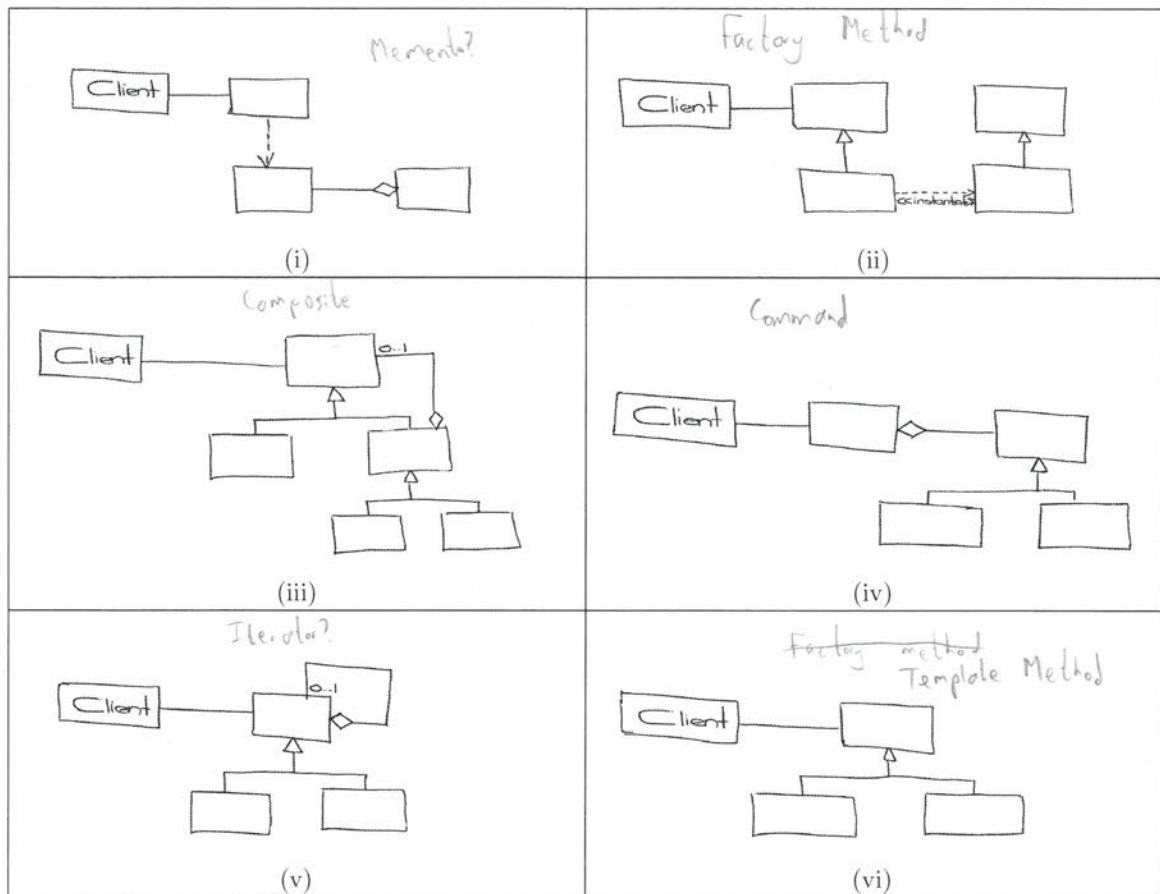 Memento?
Client
(i)
Factory Method
Client
<<instantiate>>
(ii)
Composite
Client
0...1
(iii)
Command
Client
(iv)
Iterator?
Client
0...1
(v)
Factory method
Template Method
Client
(vi)